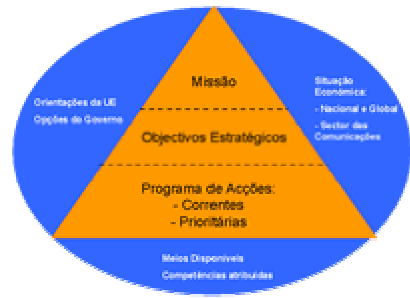 Missão
Situação
Económica:
- Nacional e Global
- Sector das
Comunicações
Orientações da UE
Opções do Governo
Objectivos Estratégicos
Programa de Acções:
- Correntes
- Prioritárias
Meios Disponíveis
Competências atribuídas